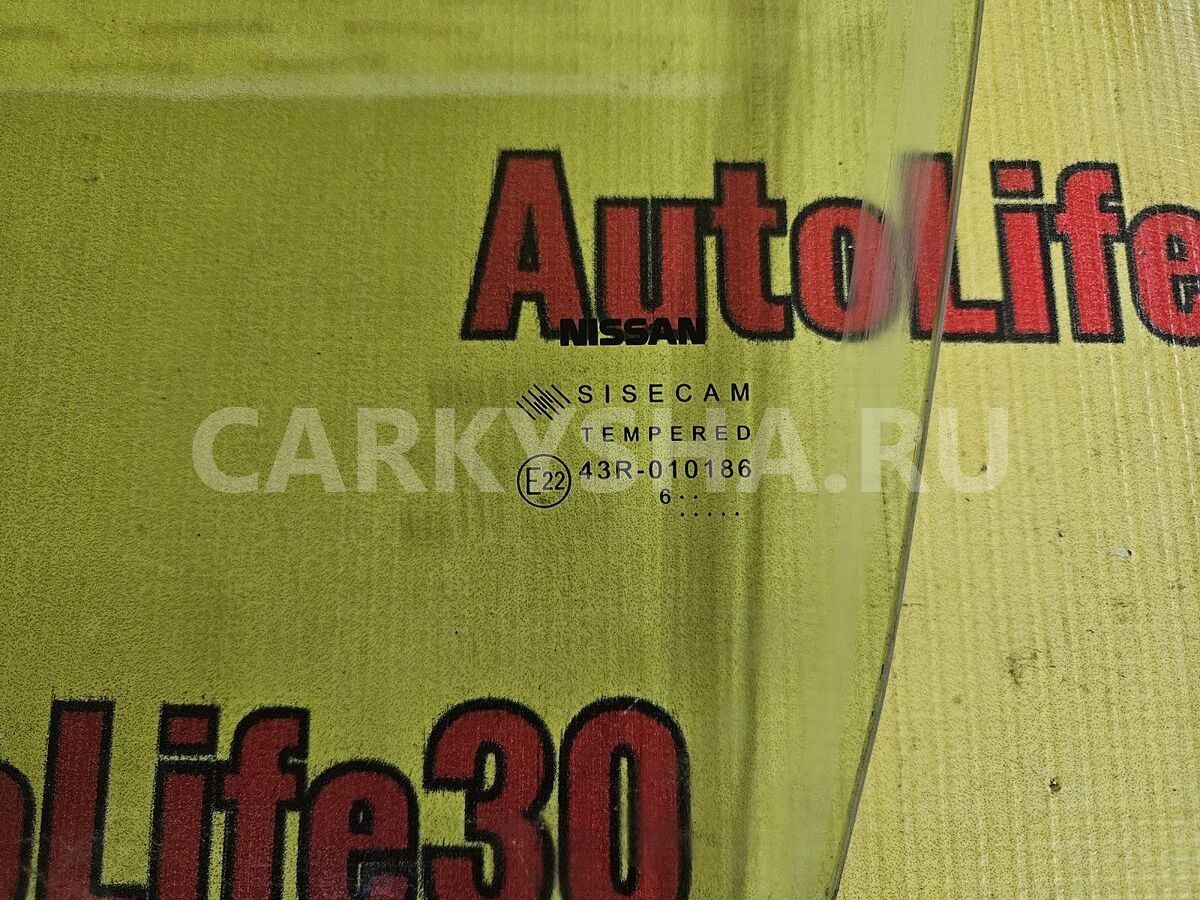 AutoLife
NISSAN
SISECAM
TEMPERED
CARKYSHA.RU
E22 43R-010186
6..
.....
oLife30